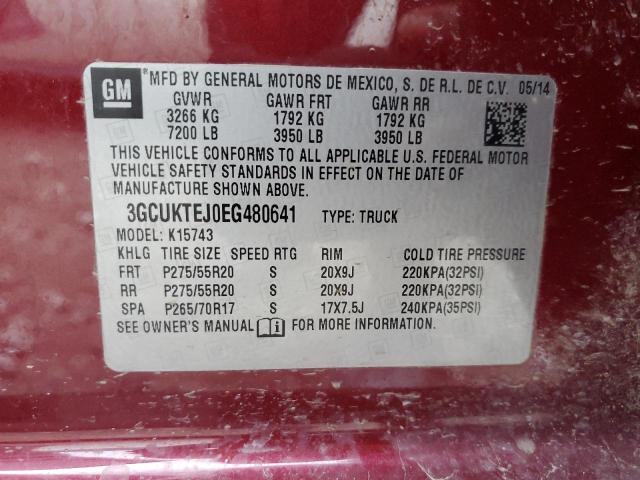 GM MFD BY GENERAL MOTORS DE MEXICO, S. DE R.L. DE C.V. 05/14
GVWR GAWR FRT GAWR RR
3266 KG 1792 KG 1792 KG
7200 LB 3950 LB 3950 LB
THIS VEHICLE CONFORMS TO ALL APPLICABLE U.S. FEDERAL MOTOR
VEHICLE SAFETY STANDARDS IN EFFECT ON THE DATE OF
MANUFACTURE SHOWN ABOVE.
3GCUKTEJ0EG480641 TYPE: TRUCK
MODEL: K15743
KHLG TIRE SIZE SPEED RTG RIM COLD TIRE PRESSURE
FRT P275/55R20 S 20X9J 220KPA(32PSI)
RR P275/55R20 S 20X9J 220KPA(32PSI)
SPA P265/70R17 S 17X7.5J 240KPA(35PSI)
SEE OWNER'S MANUAL FOR MORE INFORMATION.